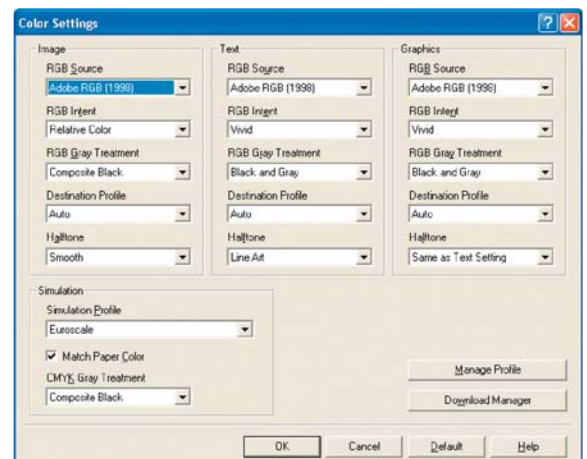 Color Settings
Image
RGB Source
Adobe RGB (1998)
RGB Intent
Relative Color
RGB Gray Treatment
Composite Black
Destination Profile
Auto
Halftone
Smooth
Text
RGB Source
Adobe RGB (1998)
RGB Intent
Vivid
RGB Gray Treatment
Black and Gray
Destination Profile
Auto
Halftone
Line Art
Graphics
RGB Source
Adobe RGB (1998)
RGB Intent
Vivid
RGB Gray Treatment
Black and Gray
Destination Profile
Auto
Halftone
Same as Text Setting
Simulation
Simulation Profile
Euroscale
Match Paper Color
CMYK Gray Treatment
Composite Black
Manage Profile
Download Manager
OK
Cancel
Default
Help